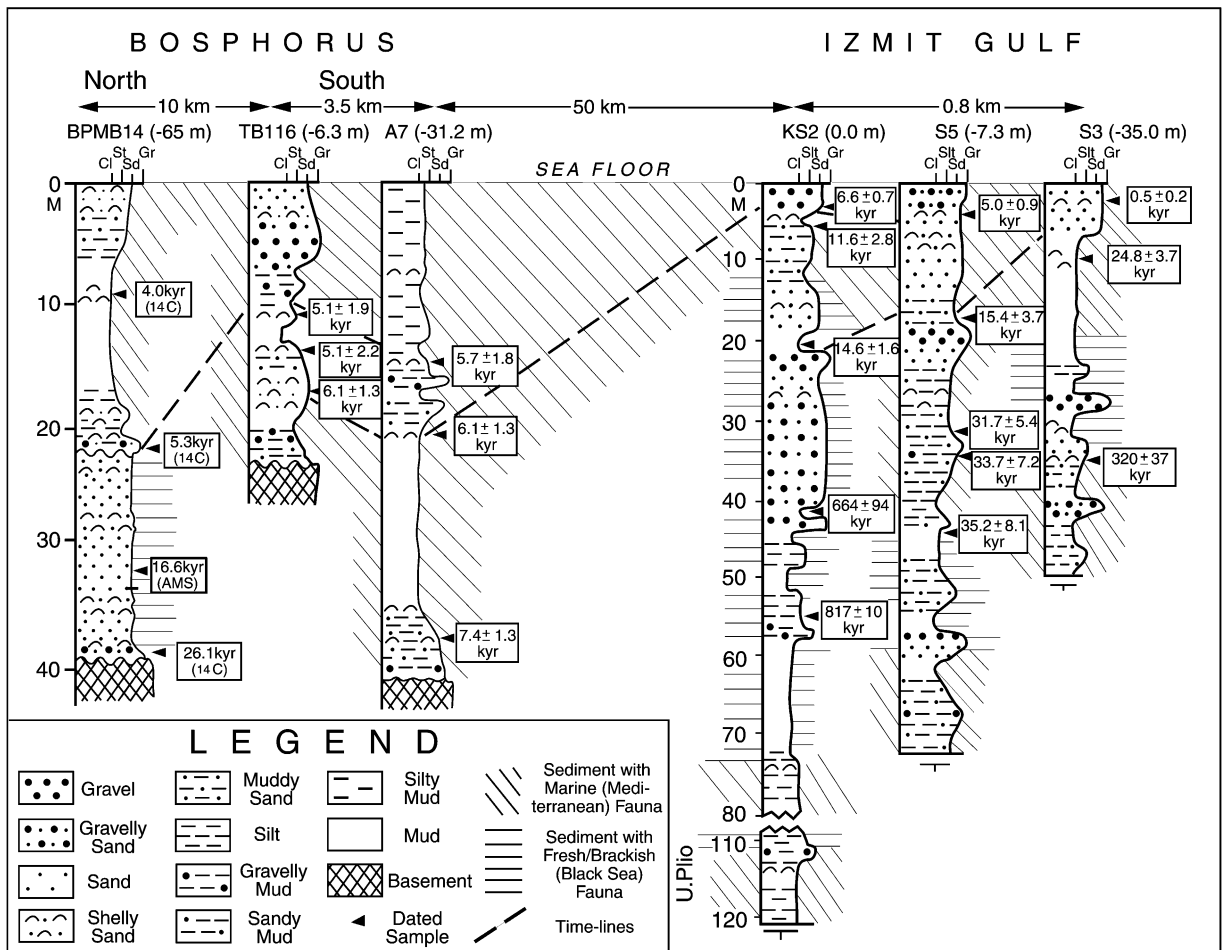 BOSPHORUS
IZMIT GULF
North
South
10 km
3.5 km
50 km
0.8 km
BPMB14 (-65 m)
TB116 (-6.3 m)
A7 (-31.2 m)
KS2 (0.0 m)
S5 (-7.3 m)
S3 (-35.0 m)
Cl St Sd Gr
Cl St Sd Gr
Cl St Sd Gr
Cl Slt Sd Gr
Cl Slt Sd Gr
Cl St Sd Gr
SEA FLOOR
0
M
10
20
30
40
4.0kyr
(14C)
5.3kyr
(14C)
16.6kyr
(AMS)
26.1kyr
(14C)
5.1±1.9
kyr
5.1±2.2
kyr
6.1±1.3
kyr
5.7±1.8
kyr
6.1±1.3
kyr
7.4±1.3
kyr
0
M
10
20
30
40
50
60
70
80
110
120
U.Plio
6.6±0.7
kyr
11.6±2.8
kyr
14.6±1.6
kyr
664±94
kyr
817±10
kyr
5.0±0.9
kyr
15.4±3.7
kyr
31.7±5.4
kyr
33.7±7.2
kyr
35.2±8.1
kyr
0.5±0.2
kyr
24.8±3.7
kyr
320±37
kyr
LEGEND
Gravel
Gravelly
Sand
Sand
Shelly
Sand
Muddy
Sand
Silt
Gravelly
Mud
Sandy
Mud
Silty
Mud
Mud
Basement
Dated
Sample
Sediment with
Marine (Medi-
terranean) Fauna
Sediment with
Fresh/Brackish
(Black Sea)
Fauna
Time-lines